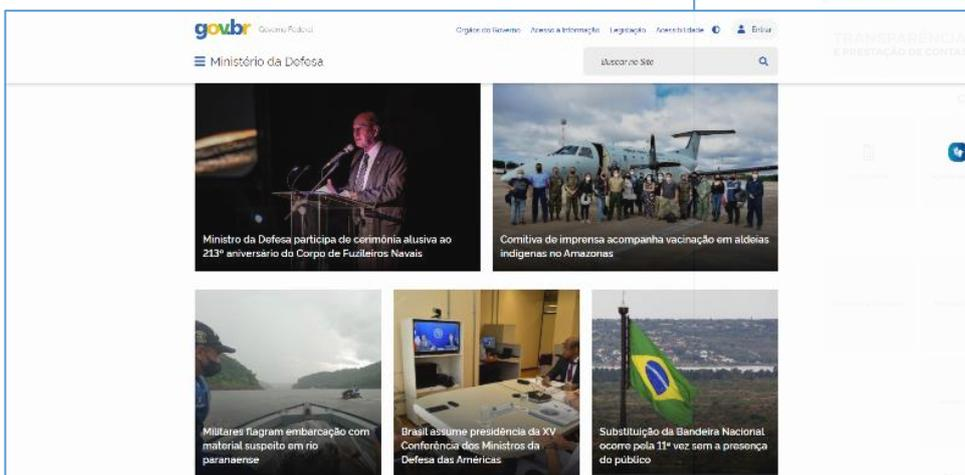 gov.br Governo Federal
Órgãos do Governo Acesso à Informação Legislação Acessibilidade Entrar
Ministério da Defesa
Buscar no Site
TRANSPARÊNCIA
E PRESTAÇÃO DE CONTAS
Ministro da Defesa participa de cerimônia alusiva ao
213º aniversário do Corpo de Fuzileiros Navais
Comitiva de imprensa acompanha vacinação em aldeias
indígenas no Amazonas
Militares flagram embarcação com
material suspeito em rio
paranaense
Brasil assume presidência da XV
Conferência dos Ministros da
Defesa das Américas
Substituição da Bandeira Nacional
ocorre pela 11ª vez sem a presença
do público